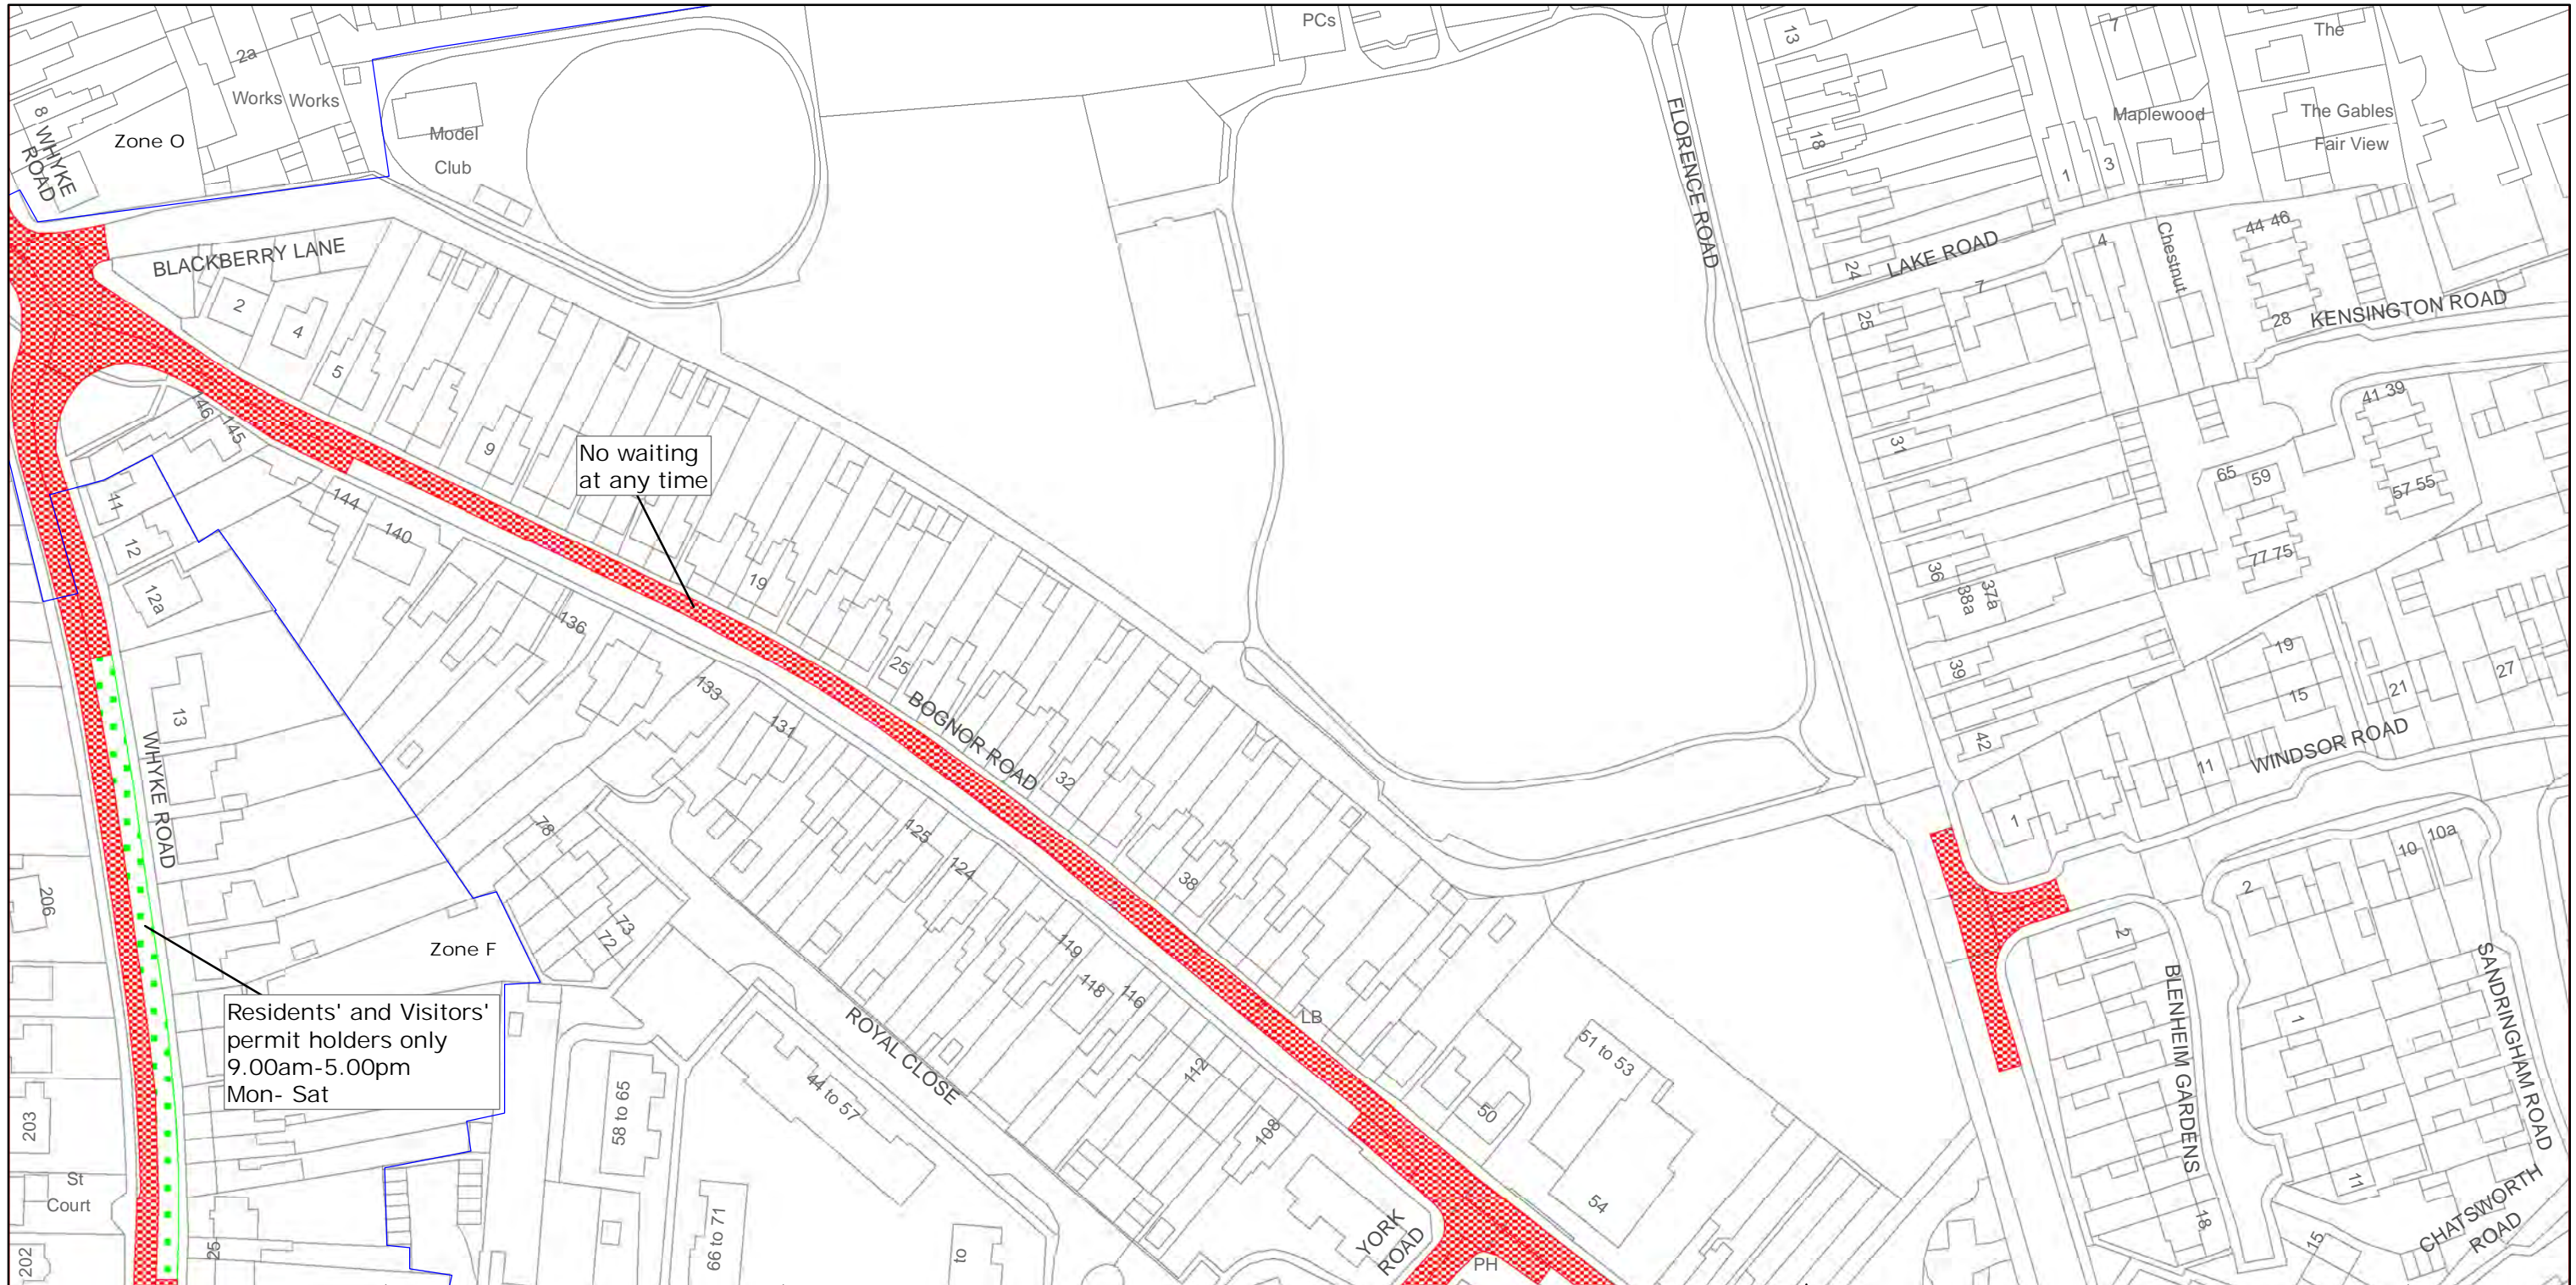 PCs
13
7
The
2a
Works Works
8 WHYKE
ROAD
Zone O
Model
Club
FLORENCE ROAD
18
Maplewood
The Gables
Fair View
1
3
BLACKBERRY LANE
24
LAKE ROAD
4
Chestnut
44 46
2
4
5
7
25
28
KENSINGTON ROAD
146
145
9
No waiting
at any time
31
41 39
65
59
57 55
11
144
140
12
12a
19
136
36
38a
37a
77 75
13
133
25
39
19
15
21
27
WHYKE ROAD
131
BOGNOR ROAD
32
42
11
WINDSOR ROAD
78
125
124
38
1
10
10a
206
73
72
Zone F
119
118
116
2
2
Residents' and Visitors'
permit holders only
9.00am-5.00pm
Mon- Sat
ROYAL CLOSE
LB
BLENHEIM GARDENS
SANDRINGHAM ROAD
1
203
58 to 65
44 to 57
112
108
50
51 to 53
St
Court
54
11
18
202
25
66 to 71
to
YORK
ROAD
PH
15
CHATSWORTH
ROAD